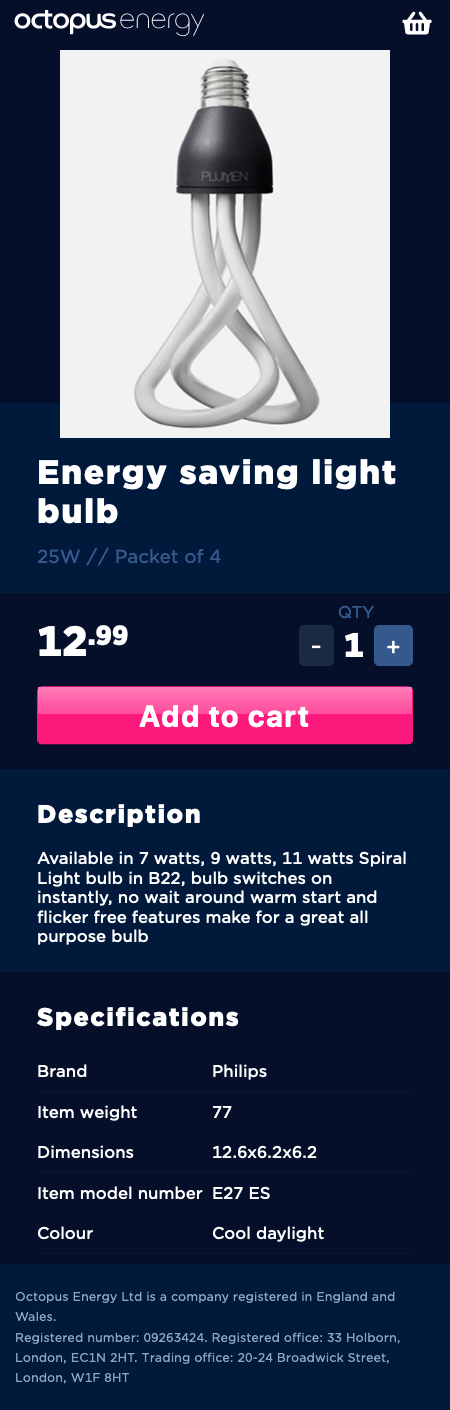 octopusenergy
PLUMEN
Energy saving light
bulb
25W // Packet of 4
QTY
12.99
- 1 +
Add to cart
Description
Available in 7 watts, 9 watts, 11 watts Spiral
Light bulb in B22, bulb switches on
instantly, no wait around warm start and
flicker free features make for a great all
purpose bulb
Specifications
Brand Philips
Item weight 77
Dimensions 12.6x6.2x6.2
Item model number E27 ES
Colour Cool daylight
Octopus Energy Ltd is a company registered in England and
Wales.
Registered number: 09263424. Registered office: 33 Holborn,
London, EC1N 2HT. Trading office: 20-24 Broadwick Street,
London, W1F 8HT